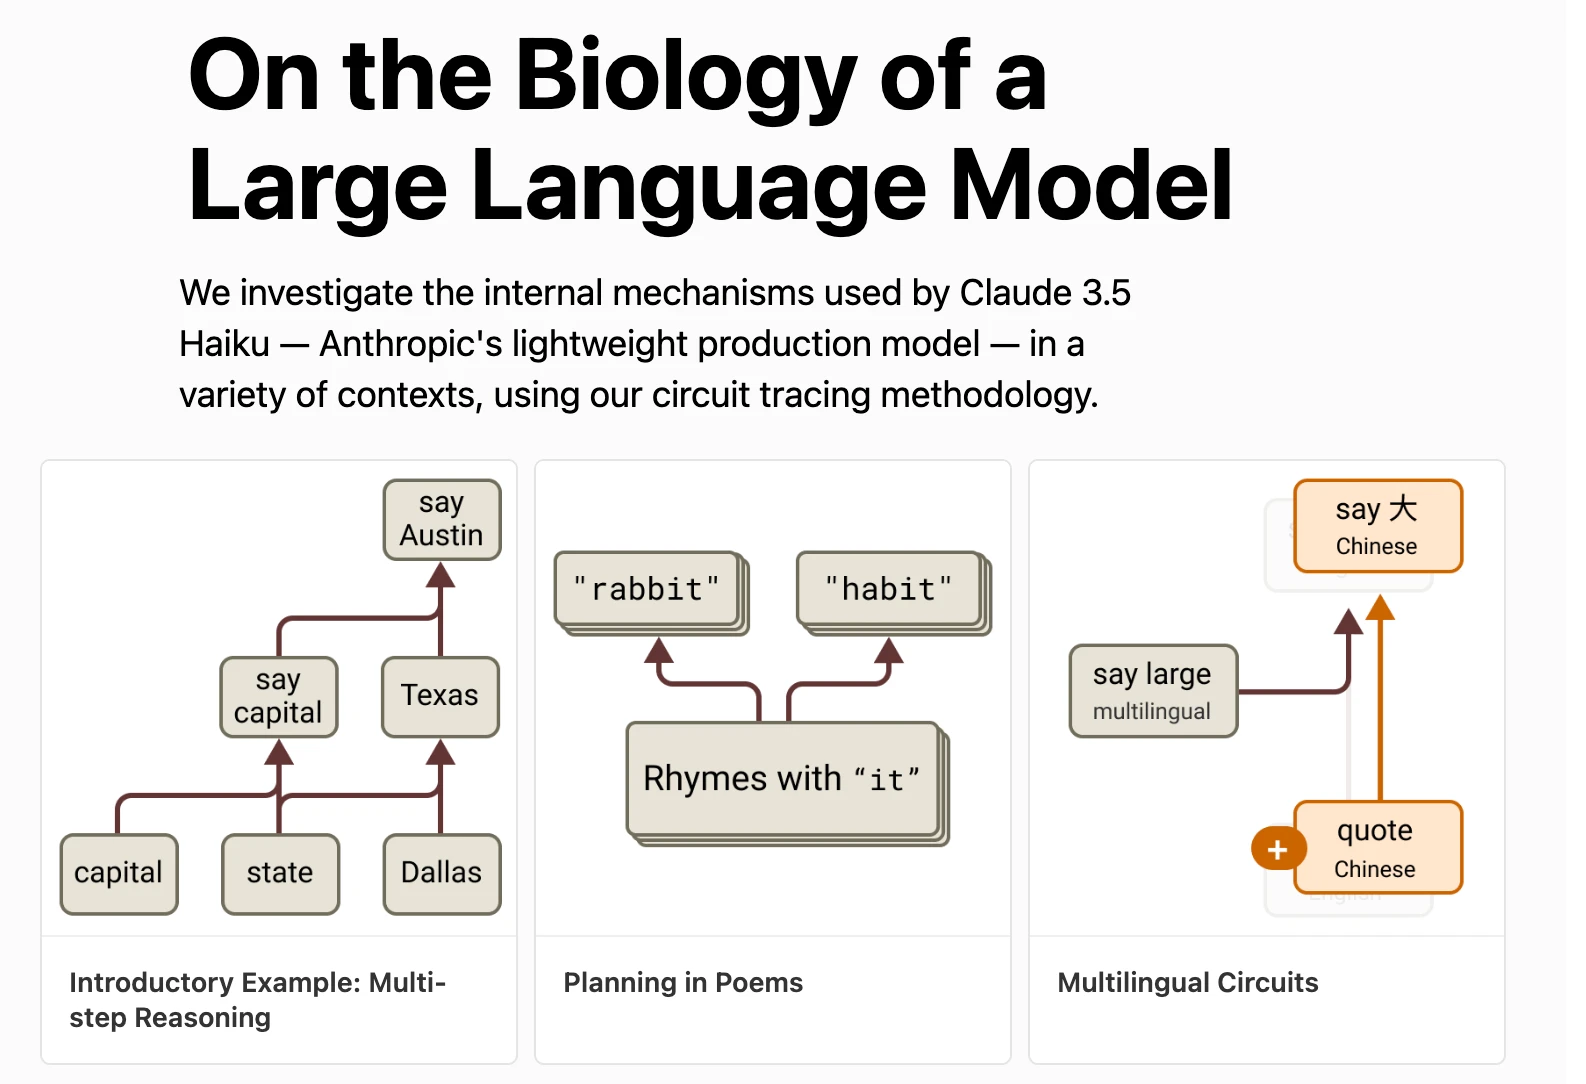 On the Biology of a
Large Language Model
We investigate the internal mechanisms used by Claude 3.5
Haiku — Anthropic's lightweight production model — in a
variety of contexts, using our circuit tracing methodology.
say
Austin
say
capital
Texas
capital
state
Dallas
Introductory Example: Multi-
step Reasoning
"rabbit"
"habit"
Rhymes with “it”
Planning in Poems
say 大
Chinese
say large
multilingual
+
quote
Chinese
English
Multilingual Circuits